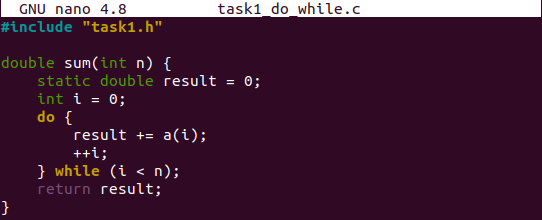 GNU nano 4.8 task1_do_while.c
#include "task1.h"

double sum(int n) {
    static double result = 0;
    int i = 0;
    do {
        result += a(i);
        ++i;
    } while (i < n);
    return result;
}